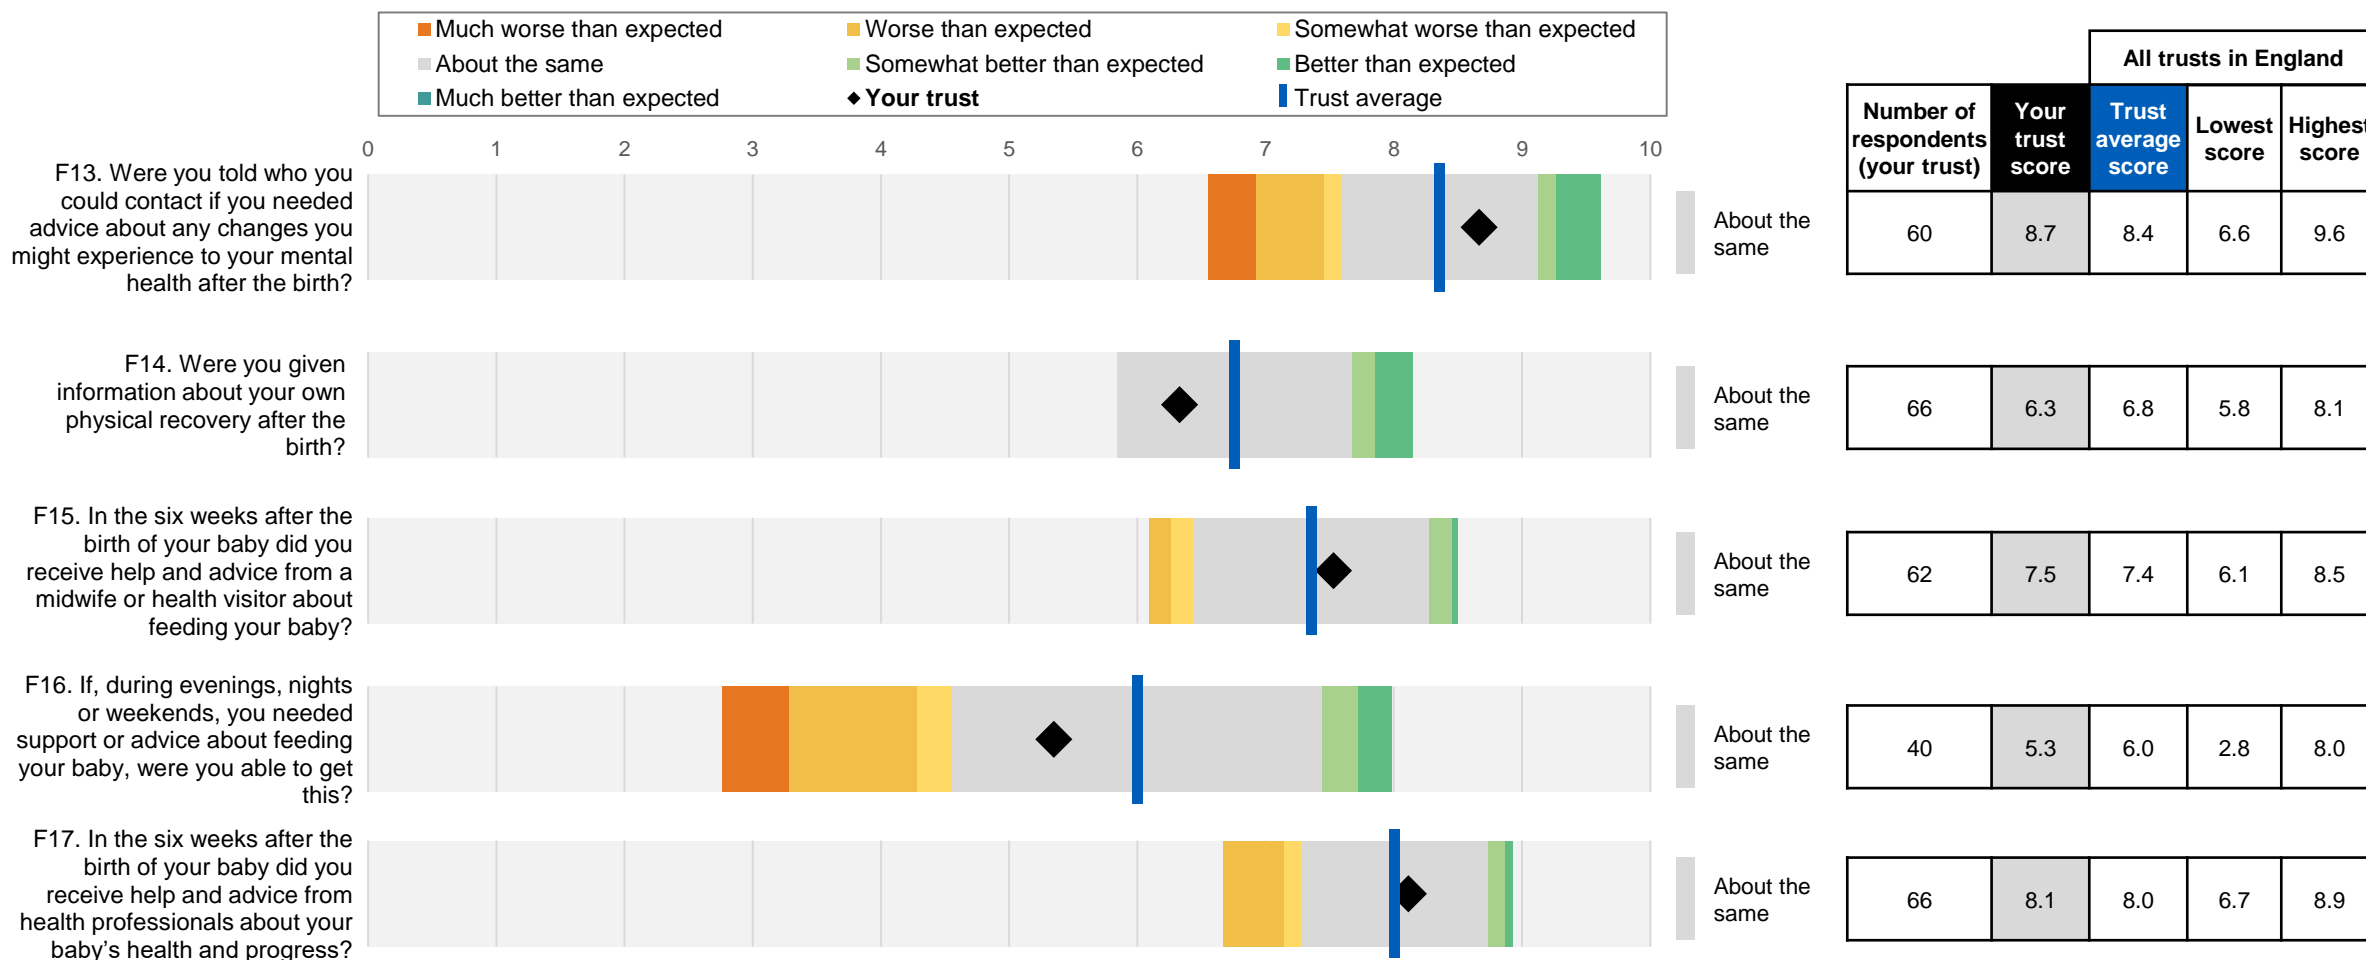 Much worse than expected
Worse than expected
Somewhat worse than expected
About the same
Somewhat better than expected
Better than expected
Much better than expected
Your trust
Trust average
All trusts in England
Number of
respondents
(your trust)
Your
trust
score
Trust
average
score
Lowest
score
Highest
score
0 1 2 3 4 5 6 7 8 9 10
F13. Were you told who you
could contact if you needed
advice about any changes you
might experience to your mental
health after the birth?
About the
same
60 8.7 8.4 6.6 9.6
F14. Were you given
information about your own
physical recovery after the
birth?
About the
same
66 6.3 6.8 5.8 8.1
F15. In the six weeks after the
birth of your baby did you
receive help and advice from a
midwife or health visitor about
feeding your baby?
About the
same
62 7.5 7.4 6.1 8.5
F16. If, during evenings, nights
or weekends, you needed
support or advice about feeding
your baby, were you able to get
this?
About the
same
40 5.3 6.0 2.8 8.0
F17. In the six weeks after the
birth of your baby did you
receive help and advice from
health professionals about your
baby’s health and progress?
About the
same
66 8.1 8.0 6.7 8.9